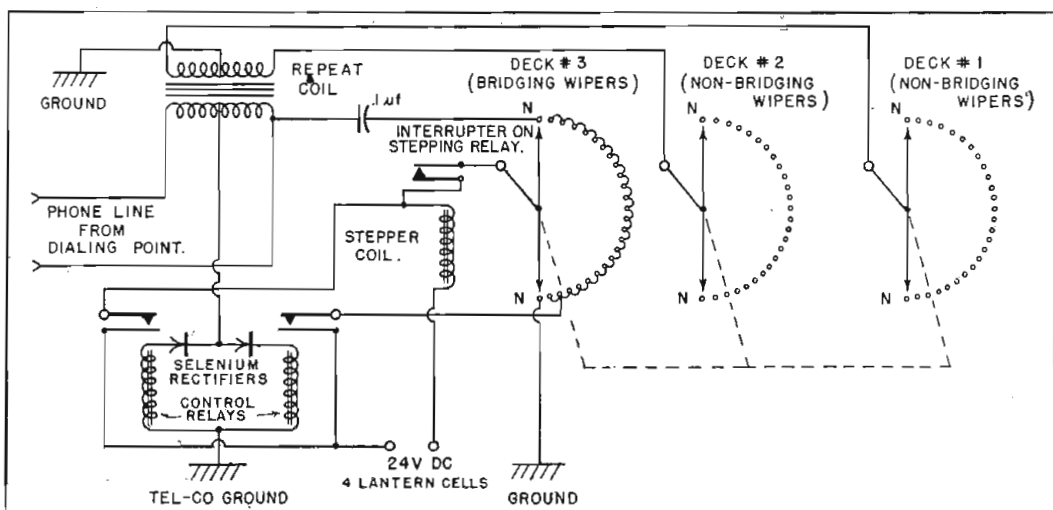 GROUND
REPEAT
COIL
.1 uf
DECK # 3
(BRIDGING WIPERS)
DECK # 2
(NON-BRIDGING
WIPERS)
DECK # 1
(NON-BRIDGING
WIPERS)
N
N
N
INTERRUPTER ON
STEPPING RELAY.
PHONE LINE
FROM
DIALING POINT.
STEPPER
COIL.
N
N
N
SELENIUM
RECTIFIERS
CONTROL
RELAYS
24V DC
4 LANTERN CELLS
TEL-CO GROUND
GROUND